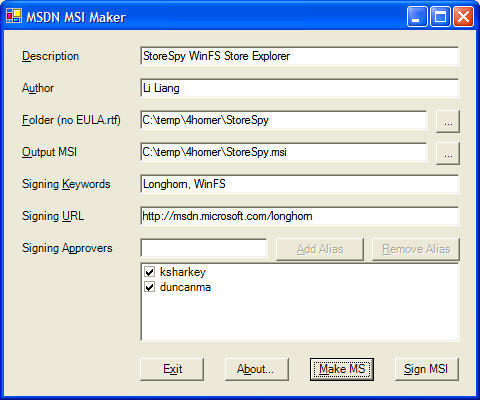 MSDN MSI Maker
Description StoreSpy WinFS Store Explorer
Author Li Liang
Folder (no EULA.rtf) C:\temp\4homer\StoreSpy ...
Output MSI C:\temp\4homer\StoreSpy.msi ...
Signing Keywords Longhorn, WinFS
Signing URL http://msdn.microsoft.com/longhorn
Signing Approvers Add Alias Remove Alias
ksharkey
duncanma
Exit About... Make MS Sign MSI